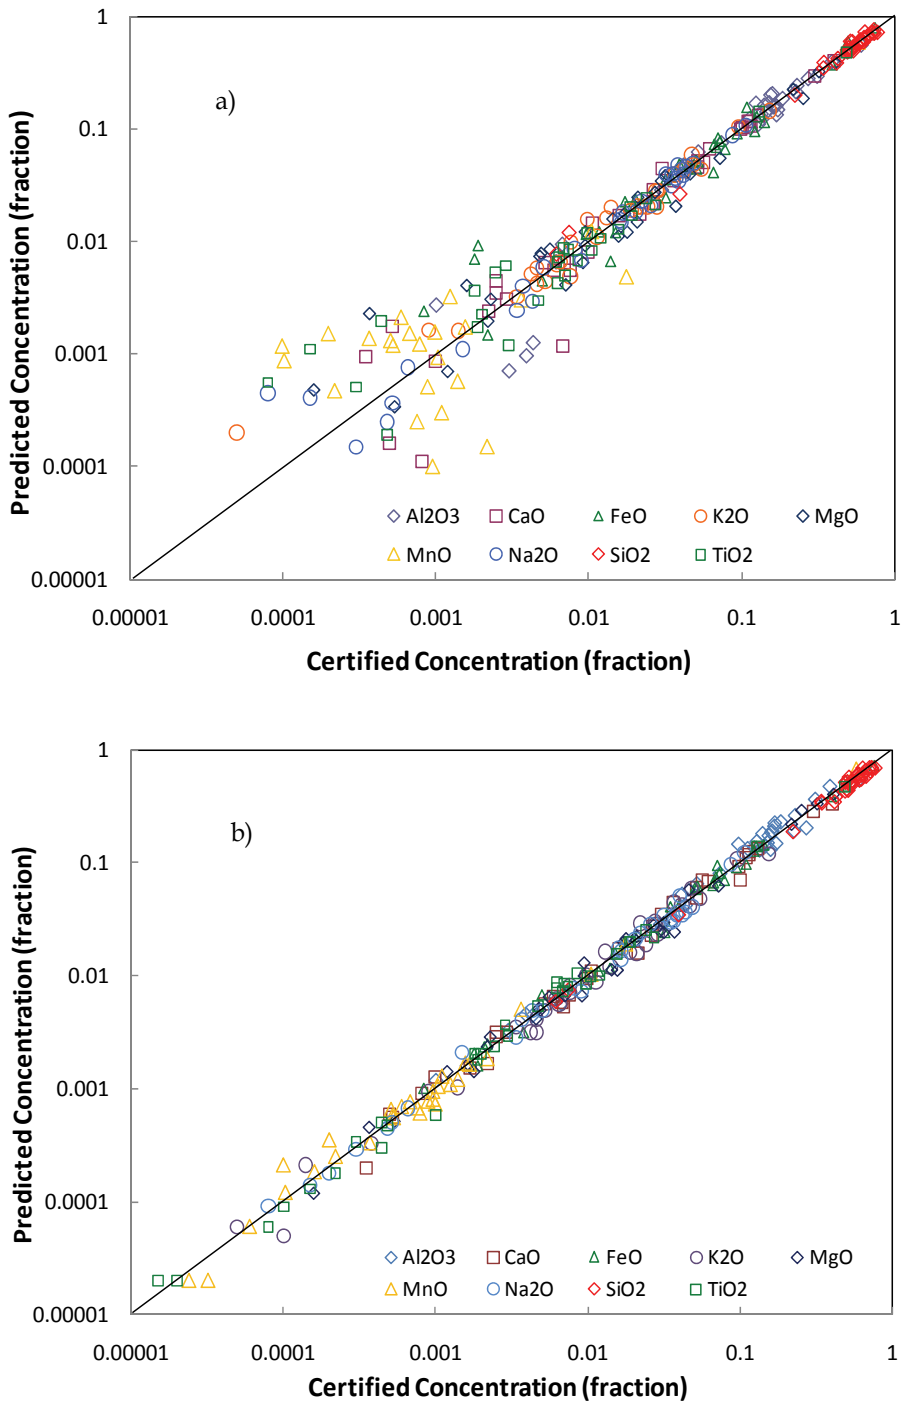 1
0.1
0.01
0.001
0.0001
0.00001
Predicted Concentration (fraction)
a)
Al2O3 CaO FeO K2O MgO
MnO Na2O SiO2 TiO2
0.00001 0.0001 0.001 0.01 0.1 1
Certified Concentration (fraction)
1
0.1
0.01
0.001
0.0001
0.00001
Predicted Concentration (fraction)
b)
Al2O3 CaO FeO K2O MgO
MnO Na2O SiO2 TiO2
0.00001 0.0001 0.001 0.01 0.1 1
Certified Concentration (fraction)